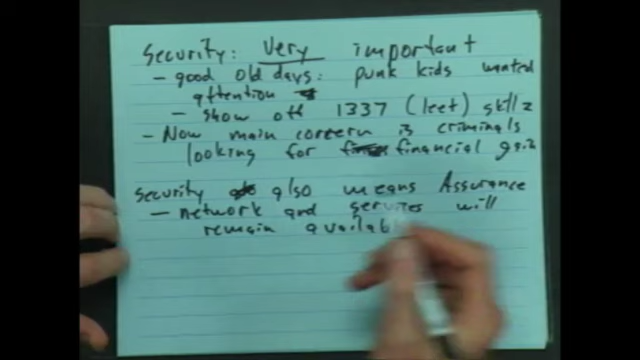 Security: Very important
- good old days: punk kids wanted
attention
- show off 1337 (leet) skillz
- Now main concern is criminals
looking for financial gain
Security also means Assurance
- network and services will
remain availab